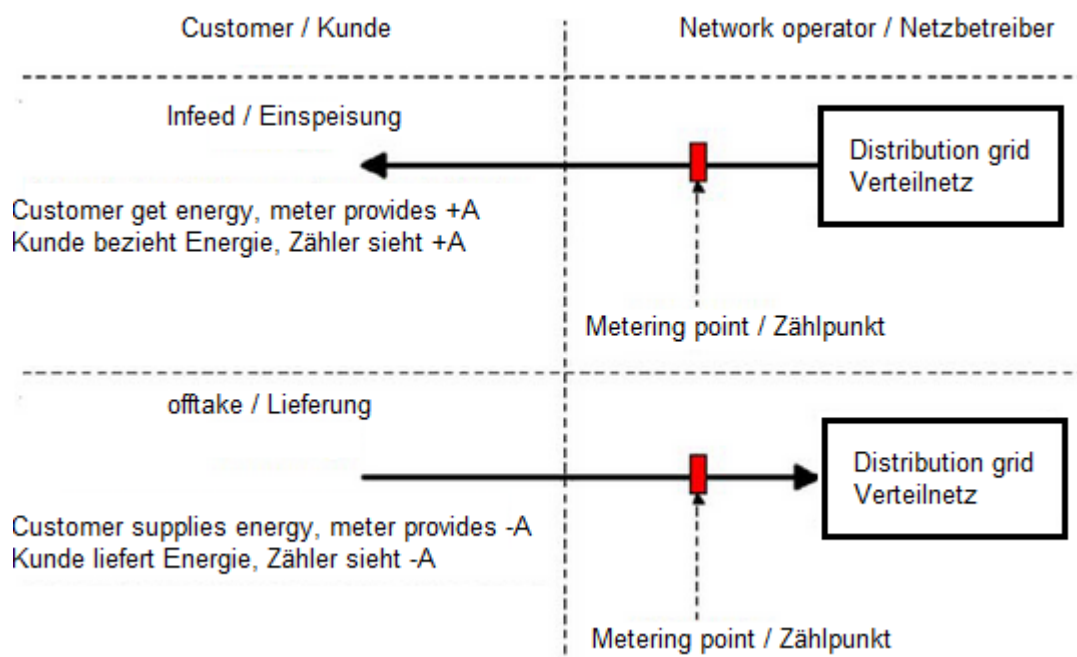 Customer / Kunde
Network operator / Netzbetreiber
Infeed / Einspeisung
Distribution grid
Verteilnetz
Customer get energy, meter provides +A
Kunde bezieht Energie, Zähler sieht +A
Metering point / Zählpunkt
offtake / Lieferung
Distribution grid
Verteilnetz
Customer supplies energy, meter provides -A
Kunde liefert Energie, Zähler sieht -A
Metering point / Zählpunkt